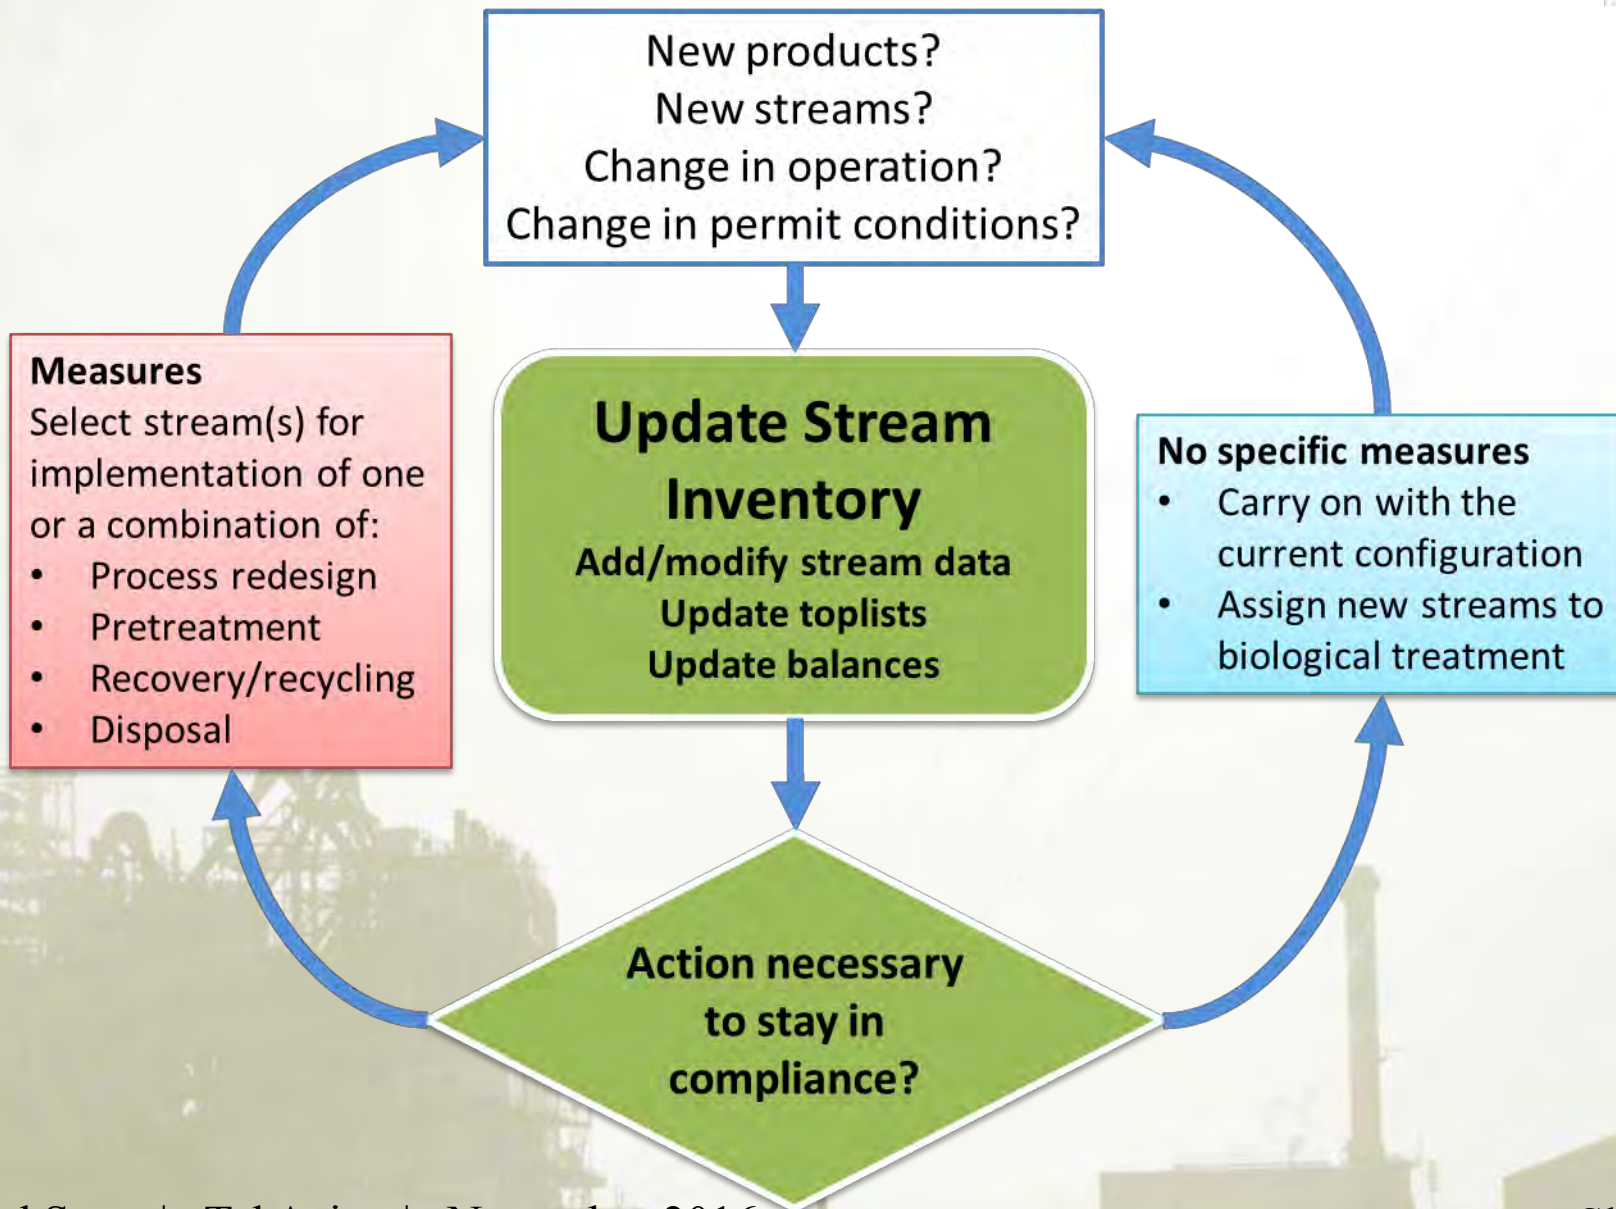 New products?
New streams?
Change in operation?
Change in permit conditions?
Measures
Select stream(s) for
implementation of one
or a combination of:
• Process redesign
• Pretreatment
• Recovery/recycling
• Disposal
Update Stream
Inventory
Add/modify stream data
Update toplists
Update balances
No specific measures
• Carry on with the
current configuration
• Assign new streams to
biological treatment
Action necessary
to stay in
compliance?